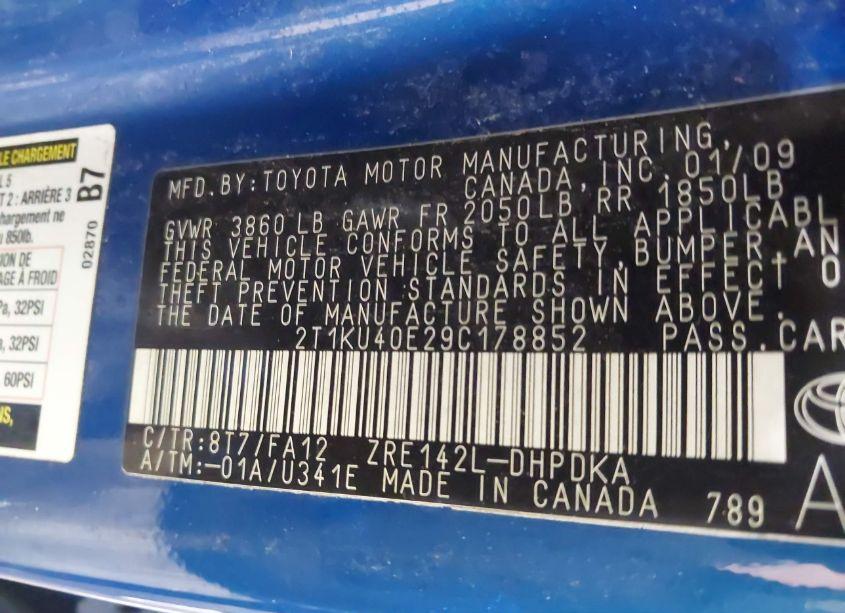 LE CHARGEMENT
T 2 : ARRIÈRE 3
chargement ne
850lb.
02870 B7
ION DE
AGE À FROID
32PSI
32PSI
60PSI
MFD. BY: TOYOTA MOTOR MANUFACTURING,
CANADA, INC. 01/09
GVWR 3860 LB GAWR FR 2050LB, RR 1850LB
THIS VEHICLE CONFORMS TO ALL APPLICABL
FEDERAL MOTOR VEHICLE SAFETY, BUMPER, AN
THEFT PREVENTION STANDARDS IN EFFECT O
THE DATE OF MANUFACTURE SHOWN ABOVE.
2T1KU40E29C178852 PASS.CAR
C/TR:8T7/FA12 ZRE142L-DHPDKA
A/TM:-01A/U341E MADE IN CANADA 789
A